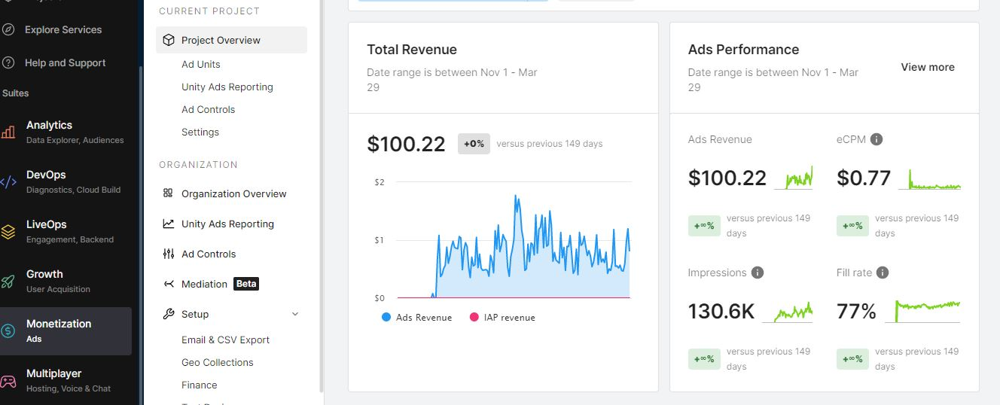 Explore Services
Help and Support
Suites
Analytics
Data Explorer, Audiences
DevOps
Diagnostics, Cloud Build
LiveOps
Engagement, Backend
Growth
User Acquisition
Monetization
Ads
Multiplayer
Hosting, Voice & Chat
CURRENT PROJECT
Project Overview
Ad Units
Unity Ads Reporting
Ad Controls
Settings
ORGANIZATION
Organization Overview
Unity Ads Reporting
Ad Controls
Mediation Beta
Setup
Email & CSV Export
Geo Collections
Finance
Total Revenue
Date range is between Nov 1 - Mar
29
$100.22 +0% versus previous 149 days
$2
$1
$0
Ads Revenue IAP revenue
Ads Performance
Date range is between Nov 1 - Mar
29
View more
Ads Revenue
$100.22
+∞% versus previous 149
days
eCPM
$0.77
+∞% versus previous 149
days
Impressions
130.6K
+∞% versus previous 149
days
Fill rate
77%
+∞% versus previous 149
days